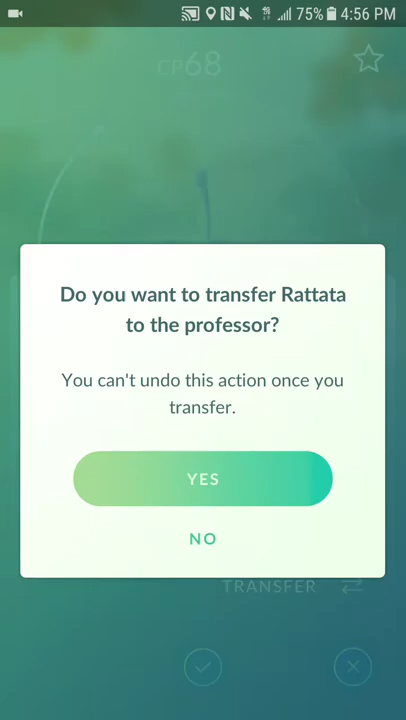 75% 4:56 PM
CP68
Do you want to transfer Rattata
to the professor?
You can't undo this action once you
transfer.
YES
NO
TRANSFER